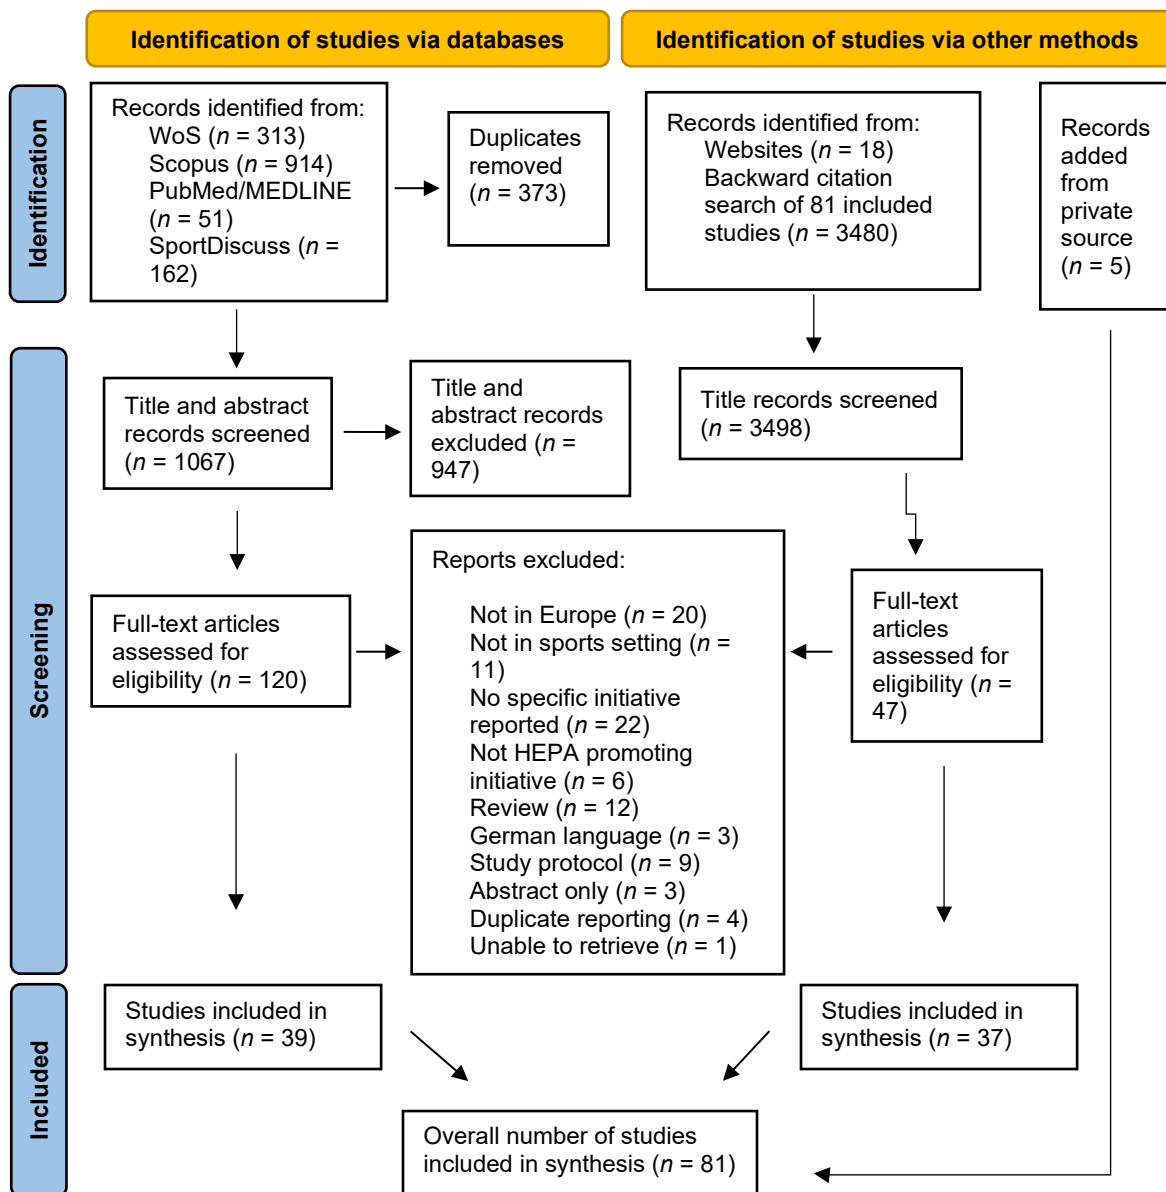 Identification of studies via databases
Identification of studies via other methods
Identification
Records identified from:
WoS (n = 313)
Scopus (n = 914)
PubMed/MEDLINE
(n = 51)
SportDiscuss (n =
162)
Duplicates
removed
(n = 373)
Records identified from:
Websites (n = 18)
Backward citation
search of 81 included
studies (n = 3480)
Records
added
from
private
source
(n = 5)
Screening
Title and abstract
records screened
(n = 1067)
Title and
abstract records
excluded (n =
947)
Title records screened
(n = 3498)
Full-text articles
assessed for
eligibility (n = 120)
Reports excluded:
Not in Europe (n = 20)
Not in sports setting (n =
11)
No specific initiative
reported (n = 22)
Not HEPA promoting
initiative (n = 6)
Review (n = 12)
German language (n = 3)
Study protocol (n = 9)
Abstract only (n = 3)
Duplicate reporting (n = 4)
Unable to retrieve (n = 1)
Full-text
articles
assessed for
eligibility (n =
47)
Included
Studies included in
synthesis (n = 39)
Studies included in
synthesis (n = 37)
Overall number of studies
included in synthesis (n = 81)